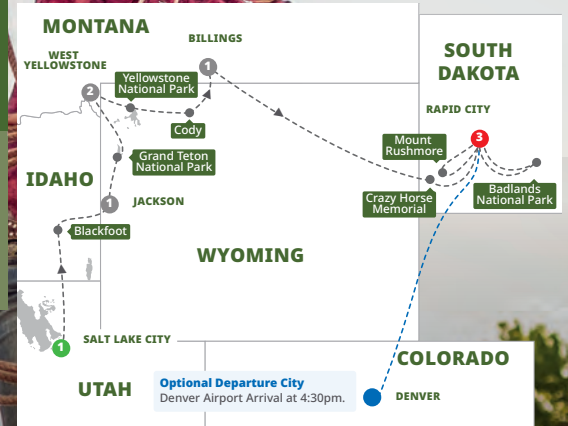 MONTANA
BILLINGS
WEST
YELLOWSTONE
SOUTH
DAKOTA
1
2
Yellowstone
National Park
RAPID CITY
Cody
3
Mount
Rushmore
Grand Teton
National Park
IDAHO
Crazy Horse
Memorial
Badlands
National Park
1
JACKSON
Blackfoot
WYOMING
1
SALT LAKE CITY
COLORADO
UTAH
Optional Departure City
Denver Airport Arrival at 4:30pm.
DENVER